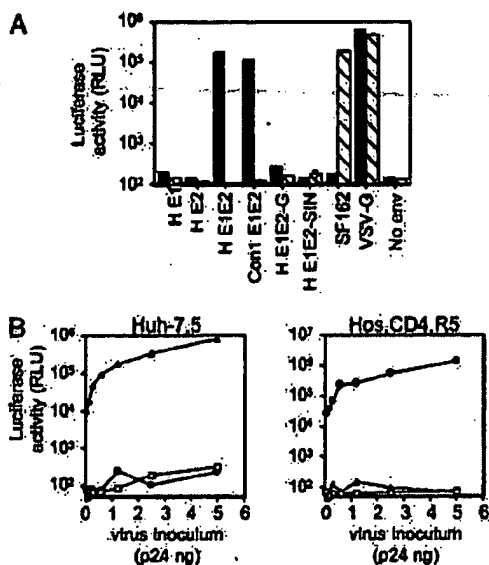 A
Luciferase
activity (RLU)
10⁶
10⁵
10⁴
10³
10²
H E1
H E2
H E1E2
Con1 E1E2
H E1E2-G
H E1E2-SIN
SF162
VSV-G
No env
B
Huh-7.5
Luciferase
activity (RLU)
10⁶
10⁵
10⁴
10³
10²
0 1 2 3 4 5 6
virus inoculum
(p24 ng)
Hos.CD4.R5
10⁷
10⁶
10⁵
10⁴
10³
10²
0 1 2 3 4 5 6
virus inoculum
(p24 ng)